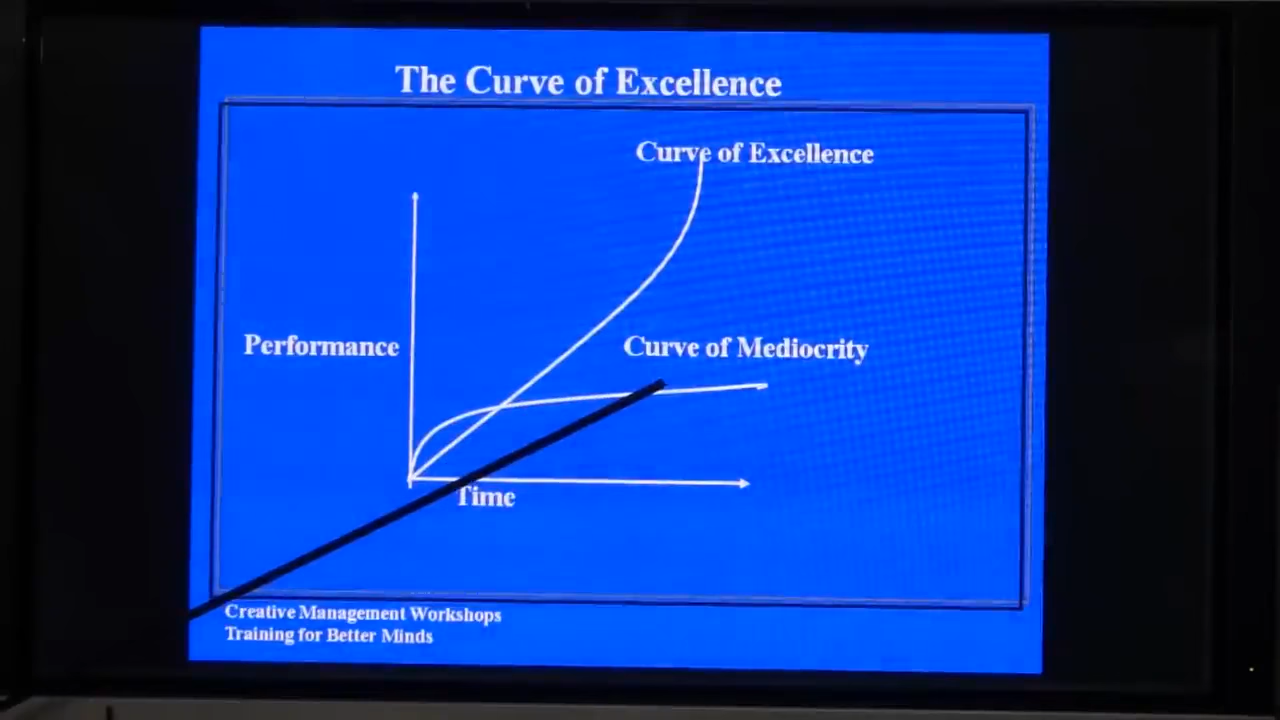 The Curve of Excellence
Curve of Excellence
Performance
Curve of Mediocrity
Time
Creative Management Workshops
Training for Better Minds